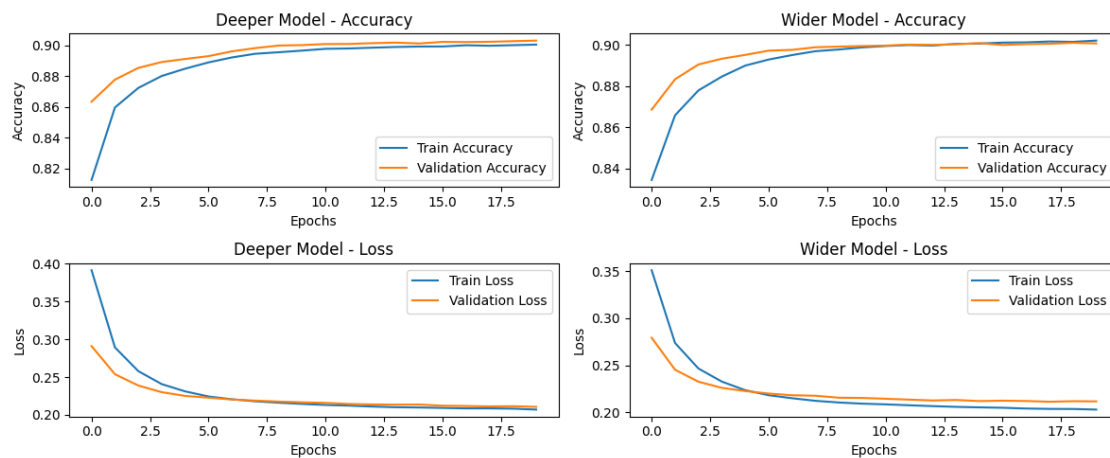 Deeper Model - Accuracy
Accuracy
0.90
0.88
0.86
0.84
0.82
Train Accuracy
Validation Accuracy
0.0 2.5 5.0 7.5 10.0 12.5 15.0 17.5
Epochs
Wider Model - Accuracy
Accuracy
0.90
0.88
0.86
0.84
Train Accuracy
Validation Accuracy
0.0 2.5 5.0 7.5 10.0 12.5 15.0 17.5
Epochs
Deeper Model - Loss
Loss
0.40
0.35
0.30
0.25
0.20
Train Loss
Validation Loss
0.0 2.5 5.0 7.5 10.0 12.5 15.0 17.5
Epochs
Wider Model - Loss
Loss
0.35
0.30
0.25
0.20
Train Loss
Validation Loss
0.0 2.5 5.0 7.5 10.0 12.5 15.0 17.5
Epochs